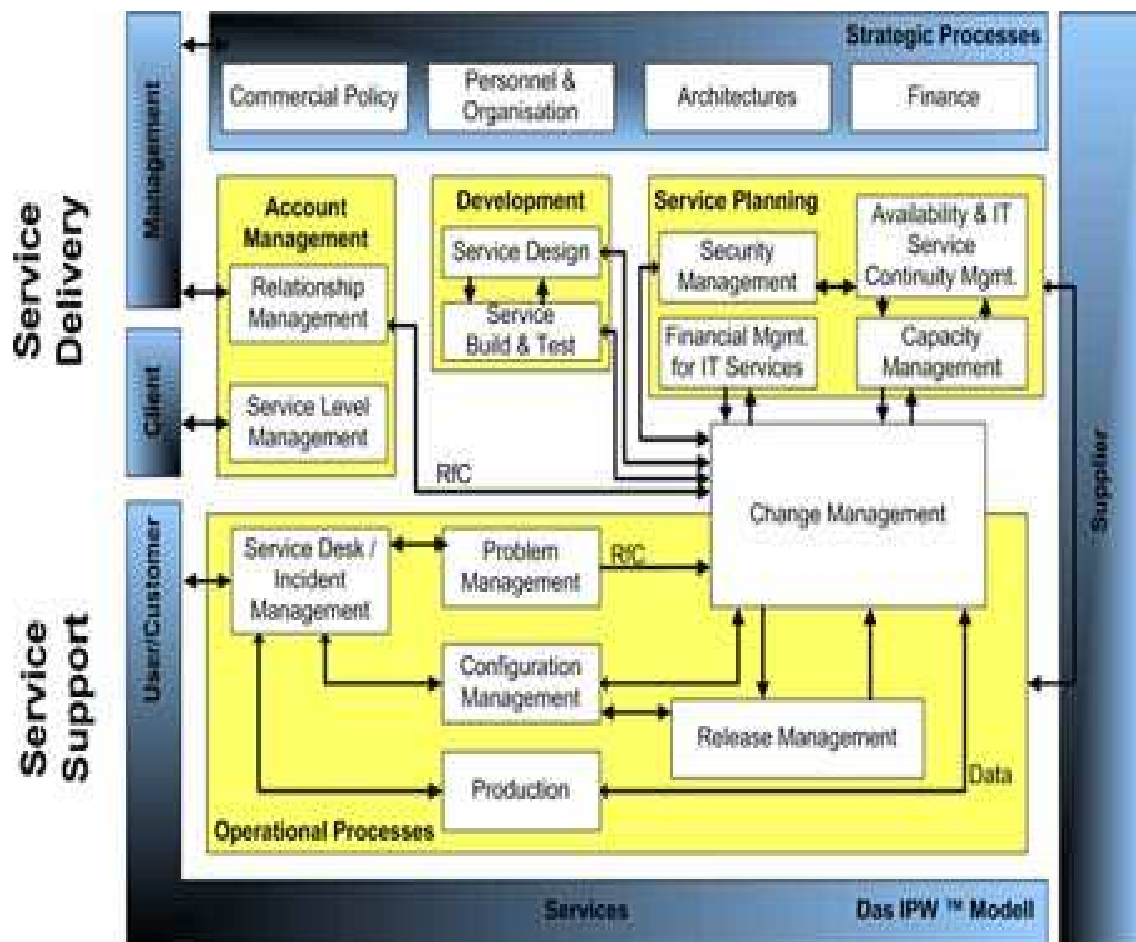 Strategic Processes
Commercial Policy
Personnel &
Organisation
Architectures
Finance
Service
Delivery
Management
Client
Account
Management
Relationship
Management
Service Level
Management
Development
Service Design
Service
Build & Test
Service Planning
Security
Management
Availability & IT
Service
Continuity Mgmt.
Financial Mgmt.
for IT Services
Capacity
Management
RfC
Change Management
Supplier
Service
Support
User/Customer
Service Desk /
Incident
Management
Problem
Management
RfC
Configuration
Management
Release Management
Production
Data
Operational Processes
Services
Das IPW ™ Modell